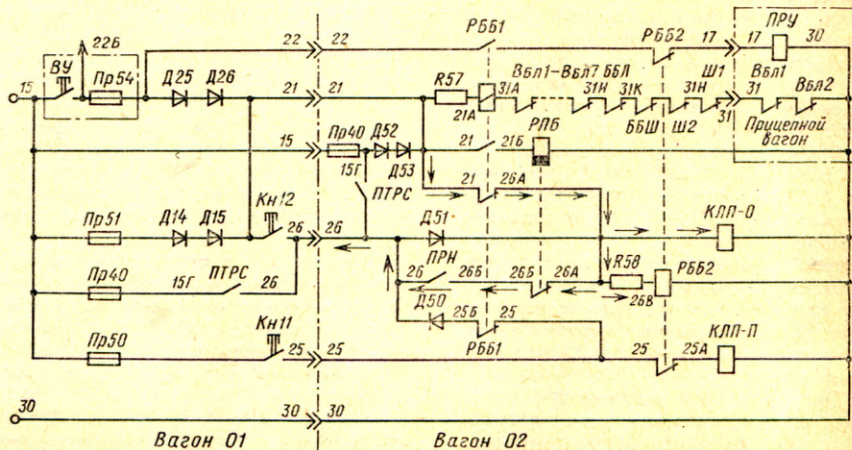 22Б 22 22 РББ1 РББ2 17 17 ПРУ 30
ВУ Пр54 Д25 Д26
15 21 21 R57 21А 31А ВБл1-ВБл7 ББЛ 31Н 31К ББШ Ш2 31Н Ш1 31 31 ВБл1 ВБл2
Прицепной вагон
15 Пр40 Д52 Д53 21 21Б РПБ
15Г ПТРС 21 26А
Пр51 Д14 Д15 Кн12 26 26 26 Д51 КЛП-О
Пр40 15Г ПТРС 26 ПРН 26 26Б 26Б 26А R58 26В РББ2
Д50 25Б 25
Пр50 Кн11 25 25 РББ1 25 25А КЛП-П
30 30 30
Вагон 01 Вагон 02